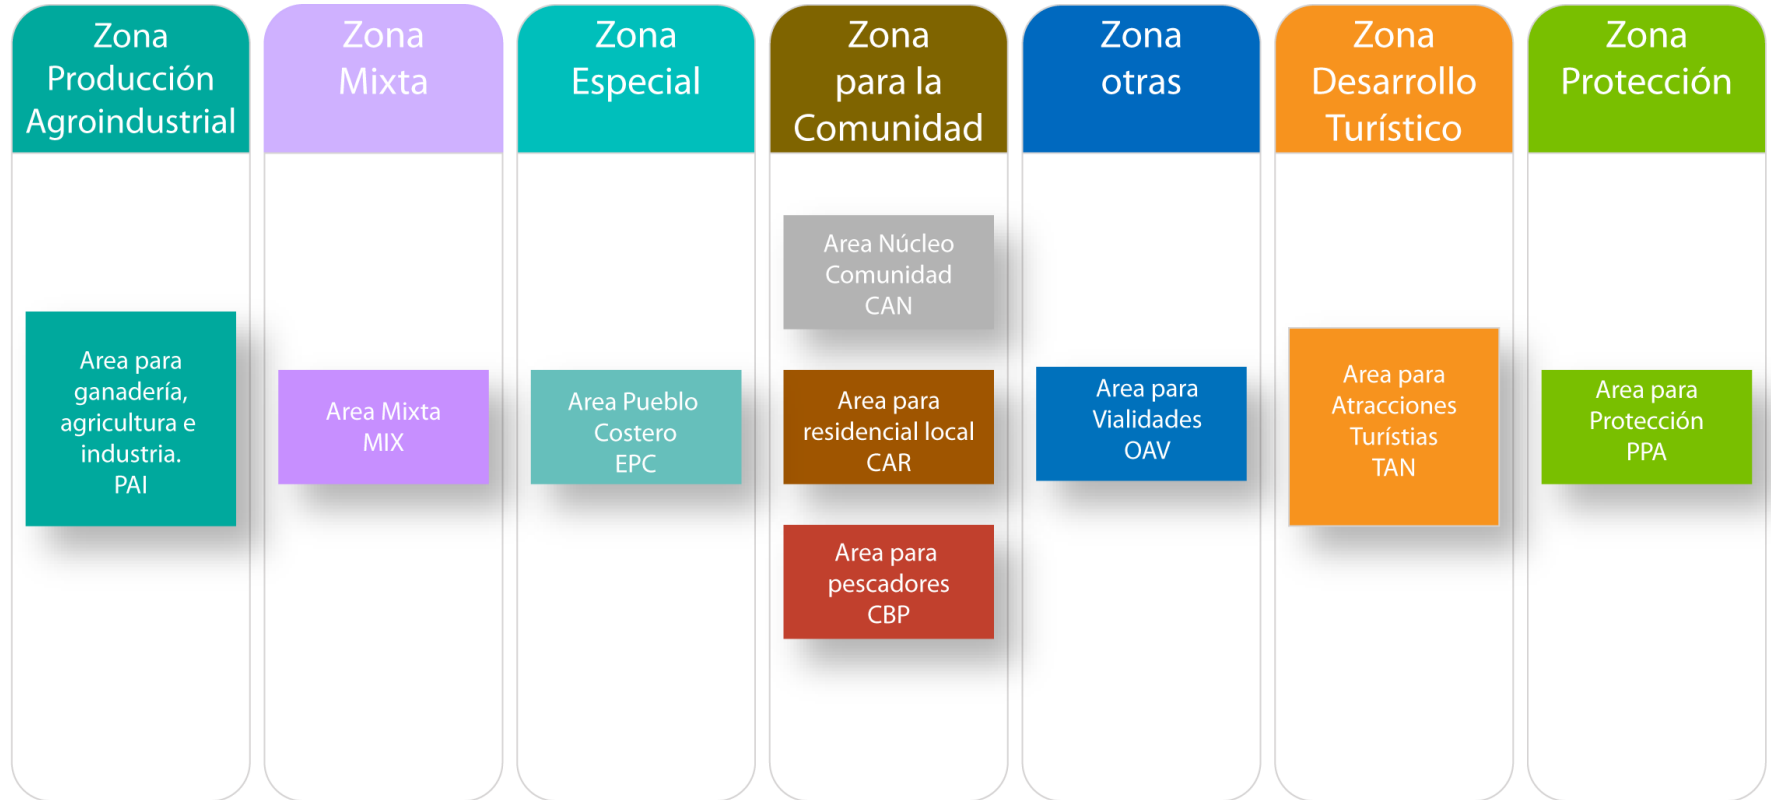 Zona
Producción
Agroindustrial
Area para
ganadería,
agricultura e
industria.
PAI
Zona
Mixta
Area Mixta
MIX
Zona
Especial
Area Pueblo
Costero
EPC
Zona
para la
Comunidad
Area Núcleo
Comunidad
CAN
Area para
residencial local
CAR
Area para
pescadores
CBP
Zona
otras
Area para
Vialidades
OAV
Zona
Desarrollo
Turístico
Area para
Atracciones
Turístias
TAN
Zona
Protección
Area para
Protección
PPA